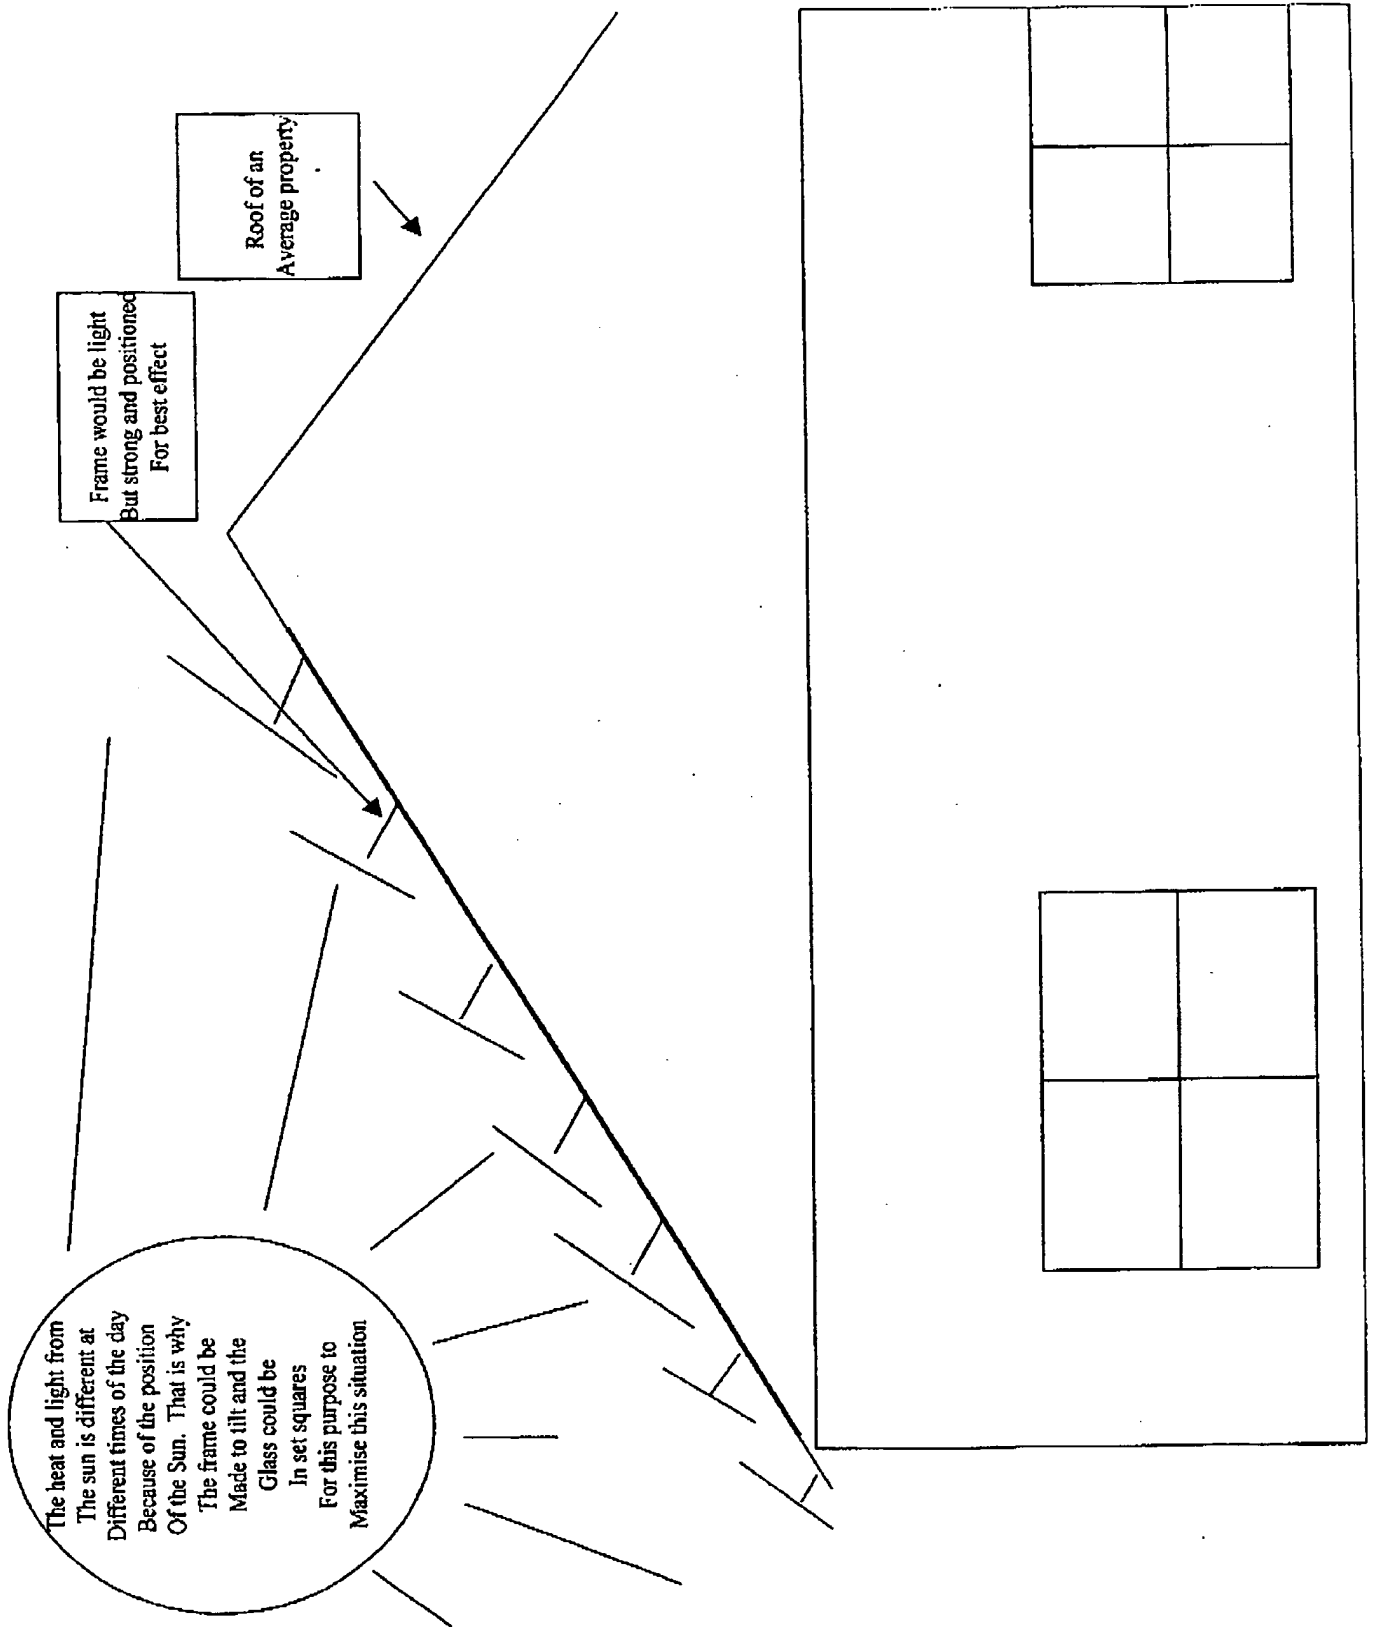 The heat and light from
The sun is different at
Different times of the day
Because of the position
Of the Sun. That is why
The frame could be
Made to tilt and the
Glass could be
In set squares
For this purpose to
Maximise this situation
Frame would be light
But strong and positioned
For best effect
Roof of an
Average property